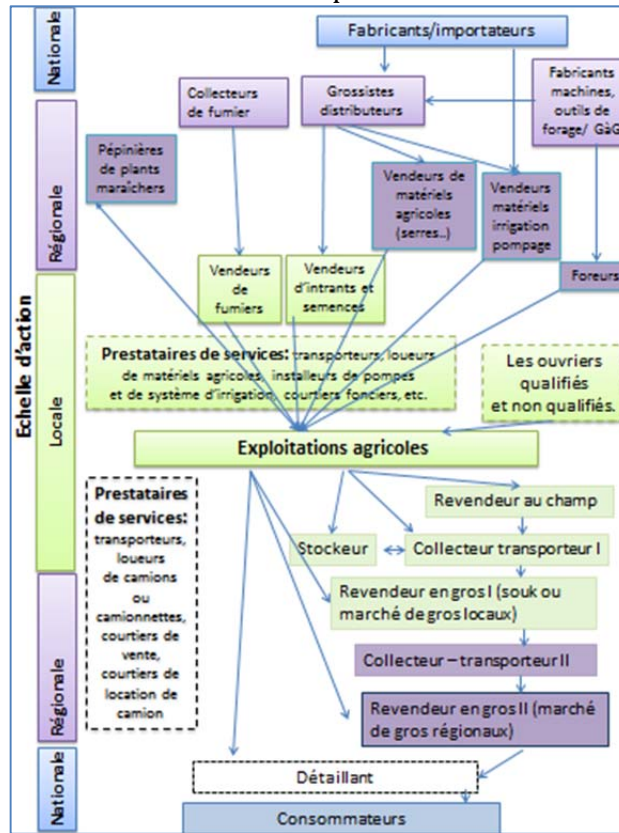 Echelle d'action
Nationale
Régionale
Locale
Régionale
Nationale
Fabricants/importateurs
Collecteurs
de fumier
Grossistes
distributeurs
Fabricants
machines,
outils de
forage/ GàG
Pépinières
de plants
maraîchers
Vendeurs de
matériels
agricoles
(serres..)
Vendeurs
matériels
irrigation
pompage
Foreurs
Vendeurs
de
fumiers
Vendeurs
d'intrants et
semences
Prestataires de services: transporteurs, loueurs
de matériels agricoles, installeurs de pompes
et de système d'irrigation, courtiers fonciers, etc.
Les ouvriers
qualifiés
et non qualifiés.
Exploitations agricoles
Prestataires
de services:
transporteurs,
loueurs
de camions
ou
camionnettes,
courtiers de
vente,
courtiers de
location de
camion
Revendeur au champ
Stockeur
Collecteur transporteur I
Revendeur en gros I (souk ou
marché de gros locaux)
Collecteur – transporteur II
Revendeur en gros II (marché
de gros régionaux)
Détaillant
Consommateurs